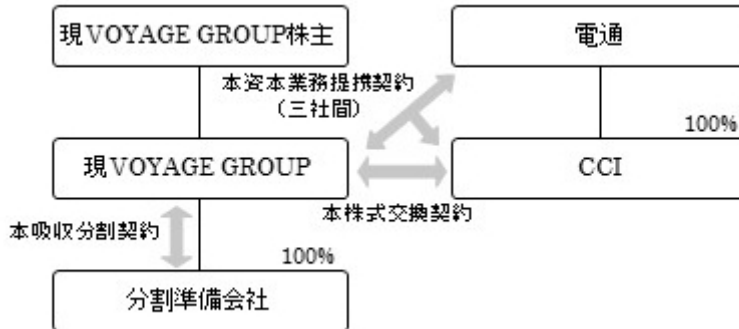 現VOYAGE GROUP株主
電通
本資本業務提携契約
（三社間）
100%
現VOYAGE GROUP
CCI
本株式交換契約
本吸収分割契約
100%
分割準備会社